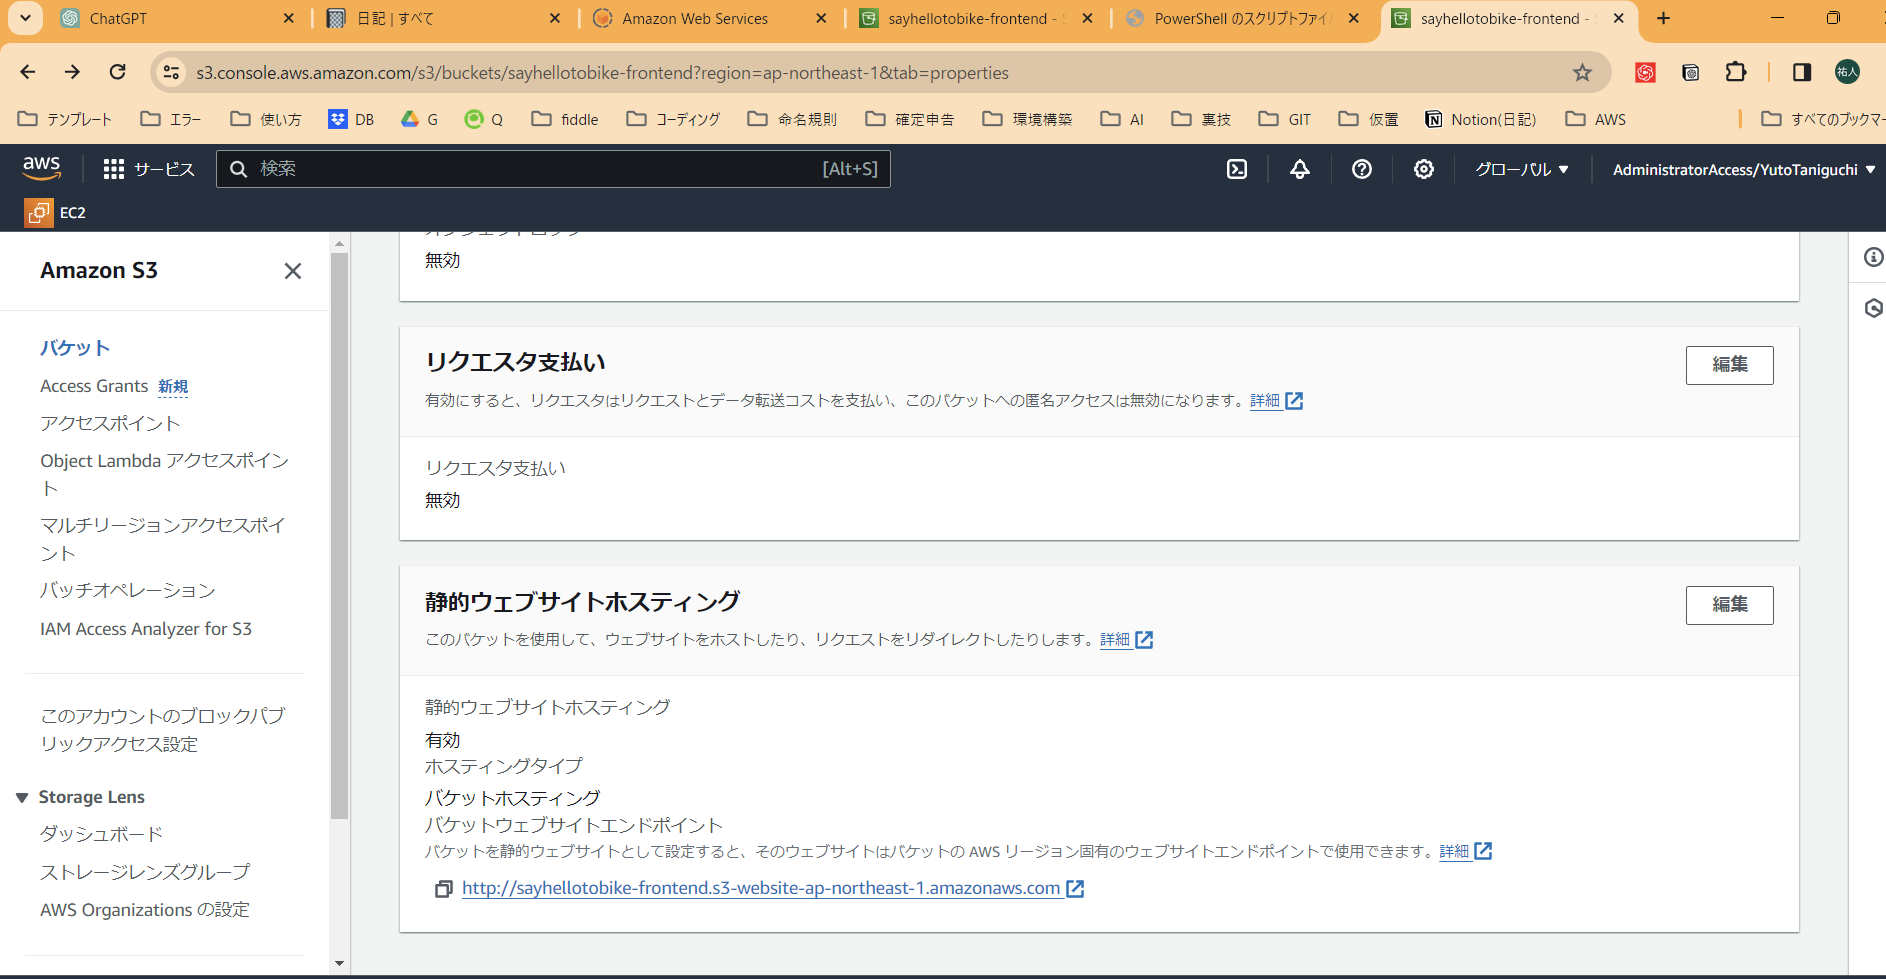 ChatGPT
日記 | すべて
Amazon Web Services
sayhellotobike-frontend -
PowerShell のスクリプトファイ
sayhellotobike-frontend -
s3.console.aws.amazon.com/s3/buckets/sayhellotobike-frontend?region=ap-northeast-1&tab=properties
祐人
テンプレート
エラー
使い方
DB
G
Q
fiddle
コーディング
命名規則
確定申告
環境構築
AI
裏技
GIT
仮置
Notion(日記)
AWS
すべてのブックマー
aws
サービス
検索
[Alt+S]
グローバル
AdministratorAccess/YutoTaniguchi
EC2
Amazon S3
バケット
Access Grants 新規
アクセスポイント
Object Lambda アクセスポイン
ト
マルチリージョンアクセスポイ
ント
バッチオペレーション
IAM Access Analyzer for S3
このアカウントのブロックパブ
リックアクセス設定
Storage Lens
ダッシュボード
ストレージレンズグループ
AWS Organizations の設定
無効
リクエスタ支払い
編集
有効にすると、リクエスタはリクエストとデータ転送コストを支払い、このバケットへの匿名アクセスは無効になります。詳細
リクエスタ支払い
無効
静的ウェブサイトホスティング
編集
このバケットを使用して、ウェブサイトをホストしたり、リクエストをリダイレクトしたりします。詳細
静的ウェブサイトホスティング
有効
ホスティングタイプ
バケットホスティング
バケットウェブサイトエンドポイント
バケットを静的ウェブサイトとして設定すると、そのウェブサイトはバケットの AWS リージョン固有のウェブサイトエンドポイントで使用できます。詳細
http://sayhellotobike-frontend.s3-website-ap-northeast-1.amazonaws.com